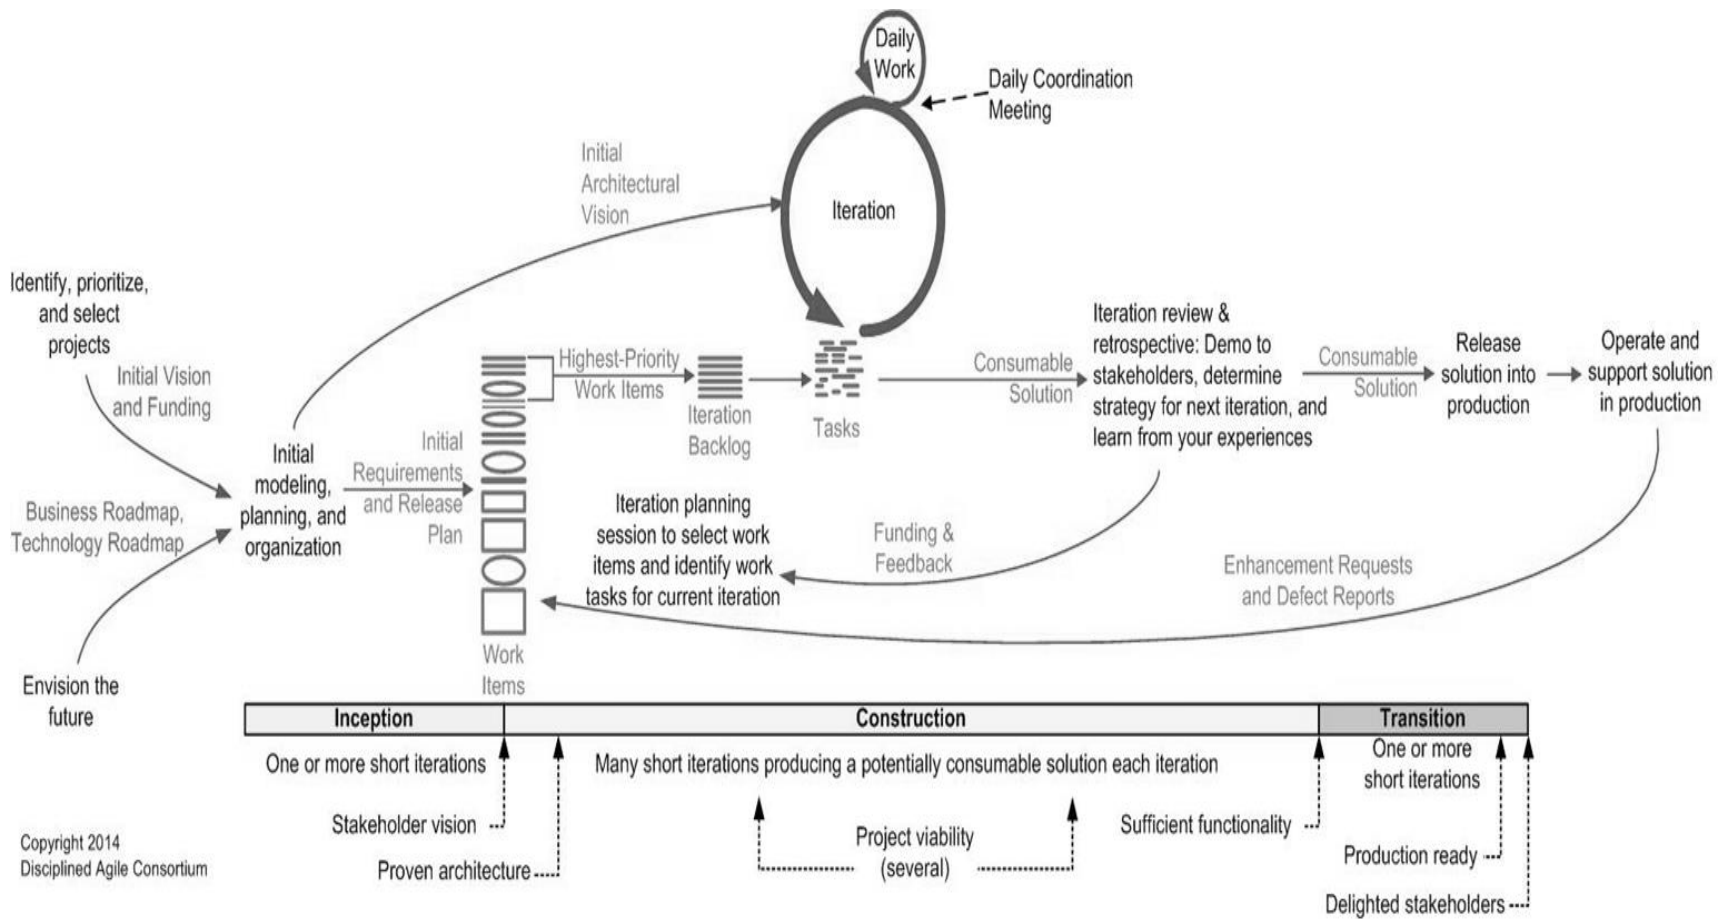 Daily
Work
Daily Coordination
Meeting
Initial
Architectural
Vision
Iteration
Identify, prioritize,
and select
projects
Initial Vision
and Funding
Business Roadmap,
Technology Roadmap
Envision the
future
Initial
modeling,
planning, and
organization
Initial
Requirements
and Release
Plan
Work
Items
Highest-Priority
Work Items
Iteration
Backlog
Tasks
Consumable
Solution
Iteration review &
retrospective: Demo to
stakeholders, determine
strategy for next iteration, and
learn from your experiences
Consumable
Solution
Release
solution into
production
Operate and
support solution
in production
Iteration planning
session to select work
items and identify work
tasks for current iteration
Funding &
Feedback
Enhancement Requests
and Defect Reports
Inception
Construction
Transition
One or more short iterations
Many short iterations producing a potentially consumable solution each iteration
One or more
short iterations
Stakeholder vision
Proven architecture
Project viability
(several)
Sufficient functionality
Production ready
Delighted stakeholders
Copyright 2014
Disciplined Agile Consortium